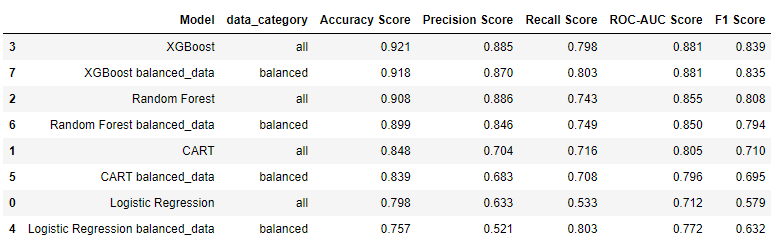 Model data_category Accuracy Score Precision Score Recall Score ROC-AUC Score F1 Score
3 XGBoost all 0.921 0.885 0.798 0.881 0.839
7 XGBoost balanced_data balanced 0.918 0.870 0.803 0.881 0.835
2 Random Forest all 0.908 0.886 0.743 0.855 0.808
6 Random Forest balanced_data balanced 0.899 0.846 0.749 0.850 0.794
1 CART all 0.848 0.704 0.716 0.805 0.710
5 CART balanced_data balanced 0.839 0.683 0.708 0.796 0.695
0 Logistic Regression all 0.798 0.633 0.533 0.712 0.579
4 Logistic Regression balanced_data balanced 0.757 0.521 0.803 0.772 0.632